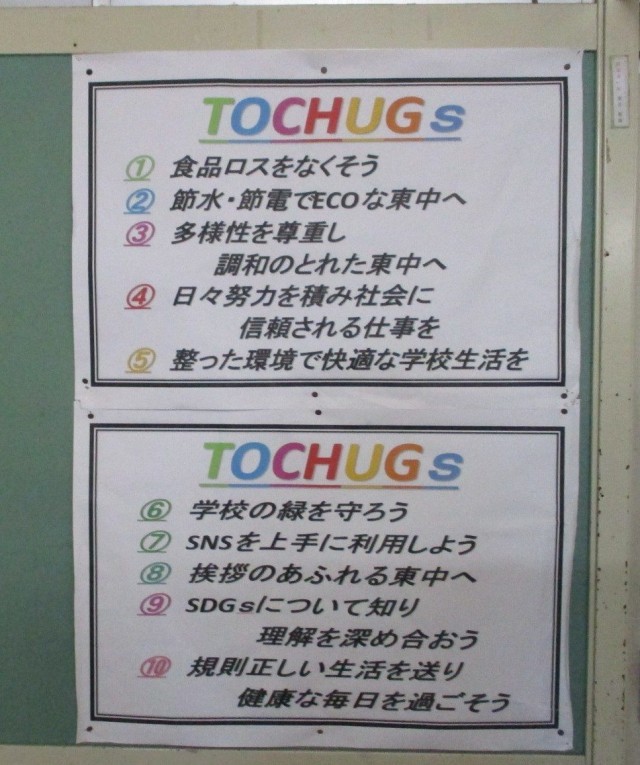 TOCHUGs
① 食品ロスをなくそう
② 節水・節電でECOな東中へ
③ 多様性を尊重し
調和のとれた東中へ
④ 日々努力を積み社会に
信頼される仕事を
⑤ 整った環境で快適な学校生活を
TOCHUGs
⑥ 学校の緑を守ろう
⑦ SNSを上手に利用しよう
⑧ 挨拶のあふれる東中へ
⑨ SDGsについて知り
理解を深め合おう
⑩ 規則正しい生活を送り
健康な毎日を過ごそう